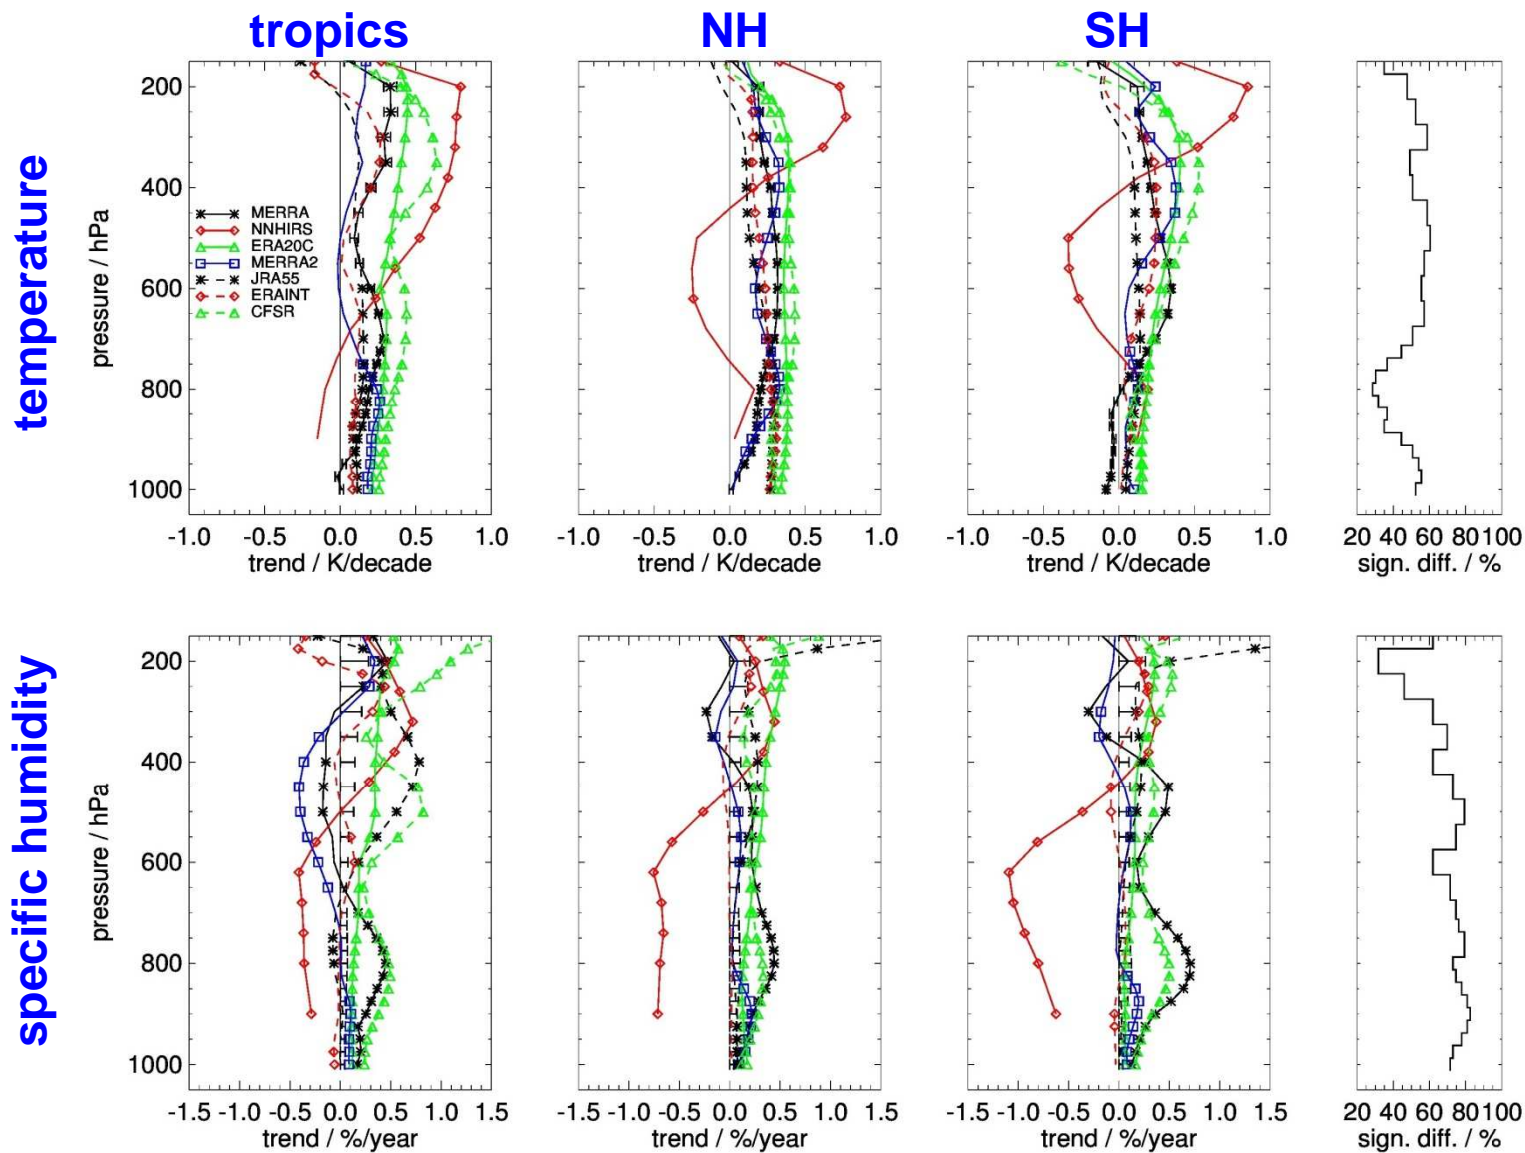 tropics NH SH
temperature
pressure / hPa
200
400
600
800
1000
MERRA
NNHIRS
ERA20C
MERRA2
JRA55
ERAINT
CFSR
-1.0 -0.5 0.0 0.5 1.0
trend / K/decade
-1.0 -0.5 0.0 0.5 1.0
trend / K/decade
-1.0 -0.5 0.0 0.5 1.0
trend / K/decade
20 40 60 80 100
sign. diff. / %
specific humidity
pressure / hPa
200
400
600
800
1000
-1.5 -1.0 -0.5 0.0 0.5 1.0 1.5
trend / %/year
-1.5 -1.0 -0.5 0.0 0.5 1.0 1.5
trend / %/year
-1.5 -1.0 -0.5 0.0 0.5 1.0 1.5
trend / %/year
20 40 60 80 100
sign. diff. / %